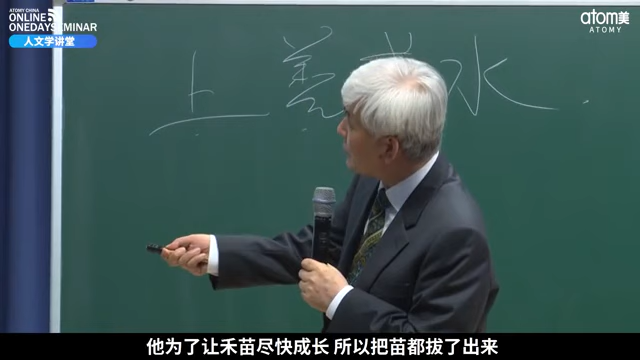 ATOMY CHINA
ONLINE
ONEDAYSEMINAR
人文学讲堂
atom美
ATOMY
上善若水
他为了让禾苗尽快成长 所以把苗都拔了出来